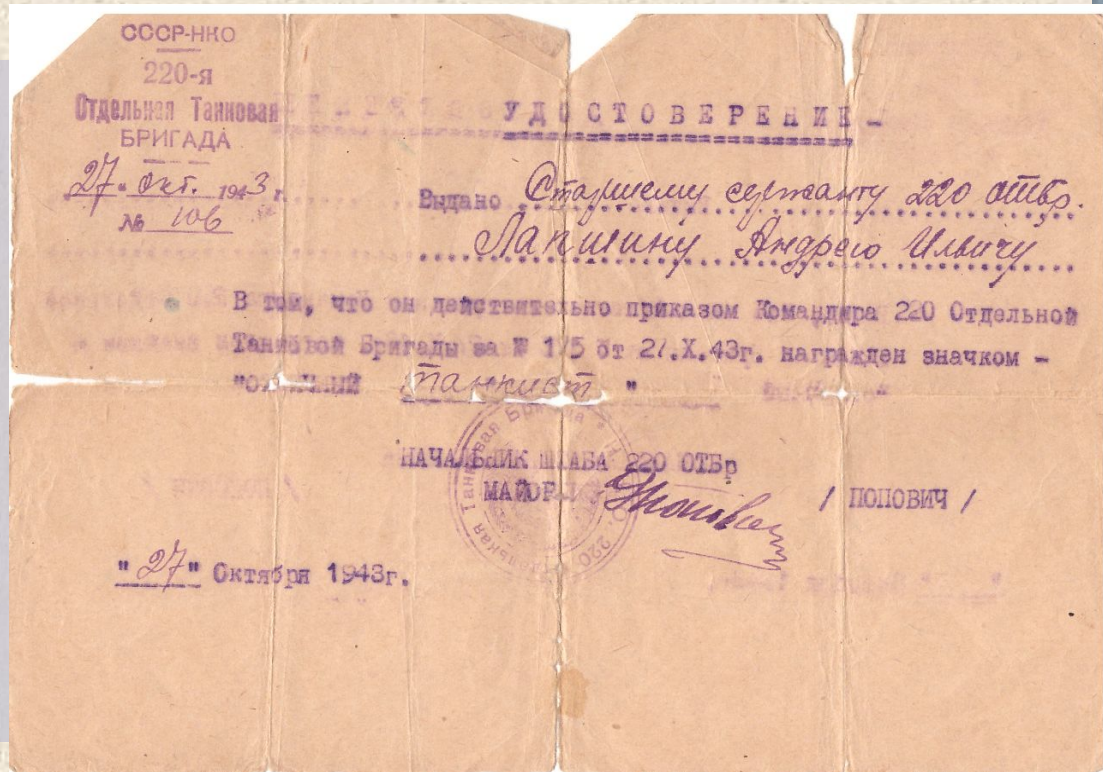 СССР-НКО
220-я
Отдельная Танковая
БРИГАДА
27 " Окт. 1943 г.
№ 106
УДОСТОВЕРЕНИЕ -
Выдано Старшему сержанту 220 отбр.
Лапшину Андрею Ильичу
В том, что он действительно приказом Командира 220 Отдельной
Танковой Бригады за № 175 от 27.X.43г. награжден значком -
"ОТЛИЧНЫЙ танкист "
НАЧАЛЬНИК ШТАБА 220 ОТБр
МАЙОР / ПОПОВИЧ /
"27" Октября 1943г.